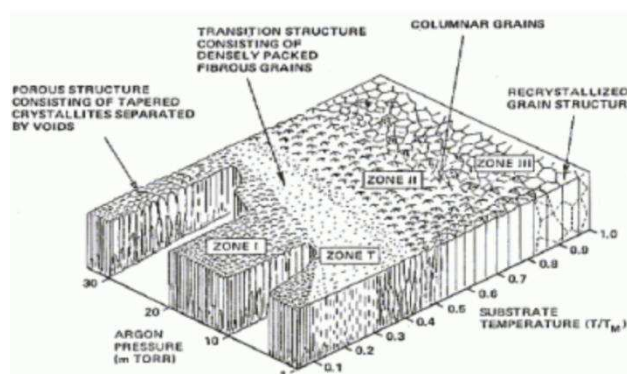 TRANSITION STRUCTURE
CONSISTING OF
DENSELY PACKED
FIBROUS GRAINS
COLUMNAR GRAINS
POROUS STRUCTURE
CONSISTING OF TAPERED
CRYSTALLITES SEPARATED
BY VOIDS
RECRYSTALLIZED
GRAIN STRUCTURE
ZONE III
ZONE II
ZONE I
ZONE T
30
20
10
1
ARGON
PRESSURE
(m TORR)
0.1
0.2
0.3
0.4
0.5
0.6
0.7
0.8
0.9
1.0
SUBSTRATE
TEMPERATURE (T/TM)